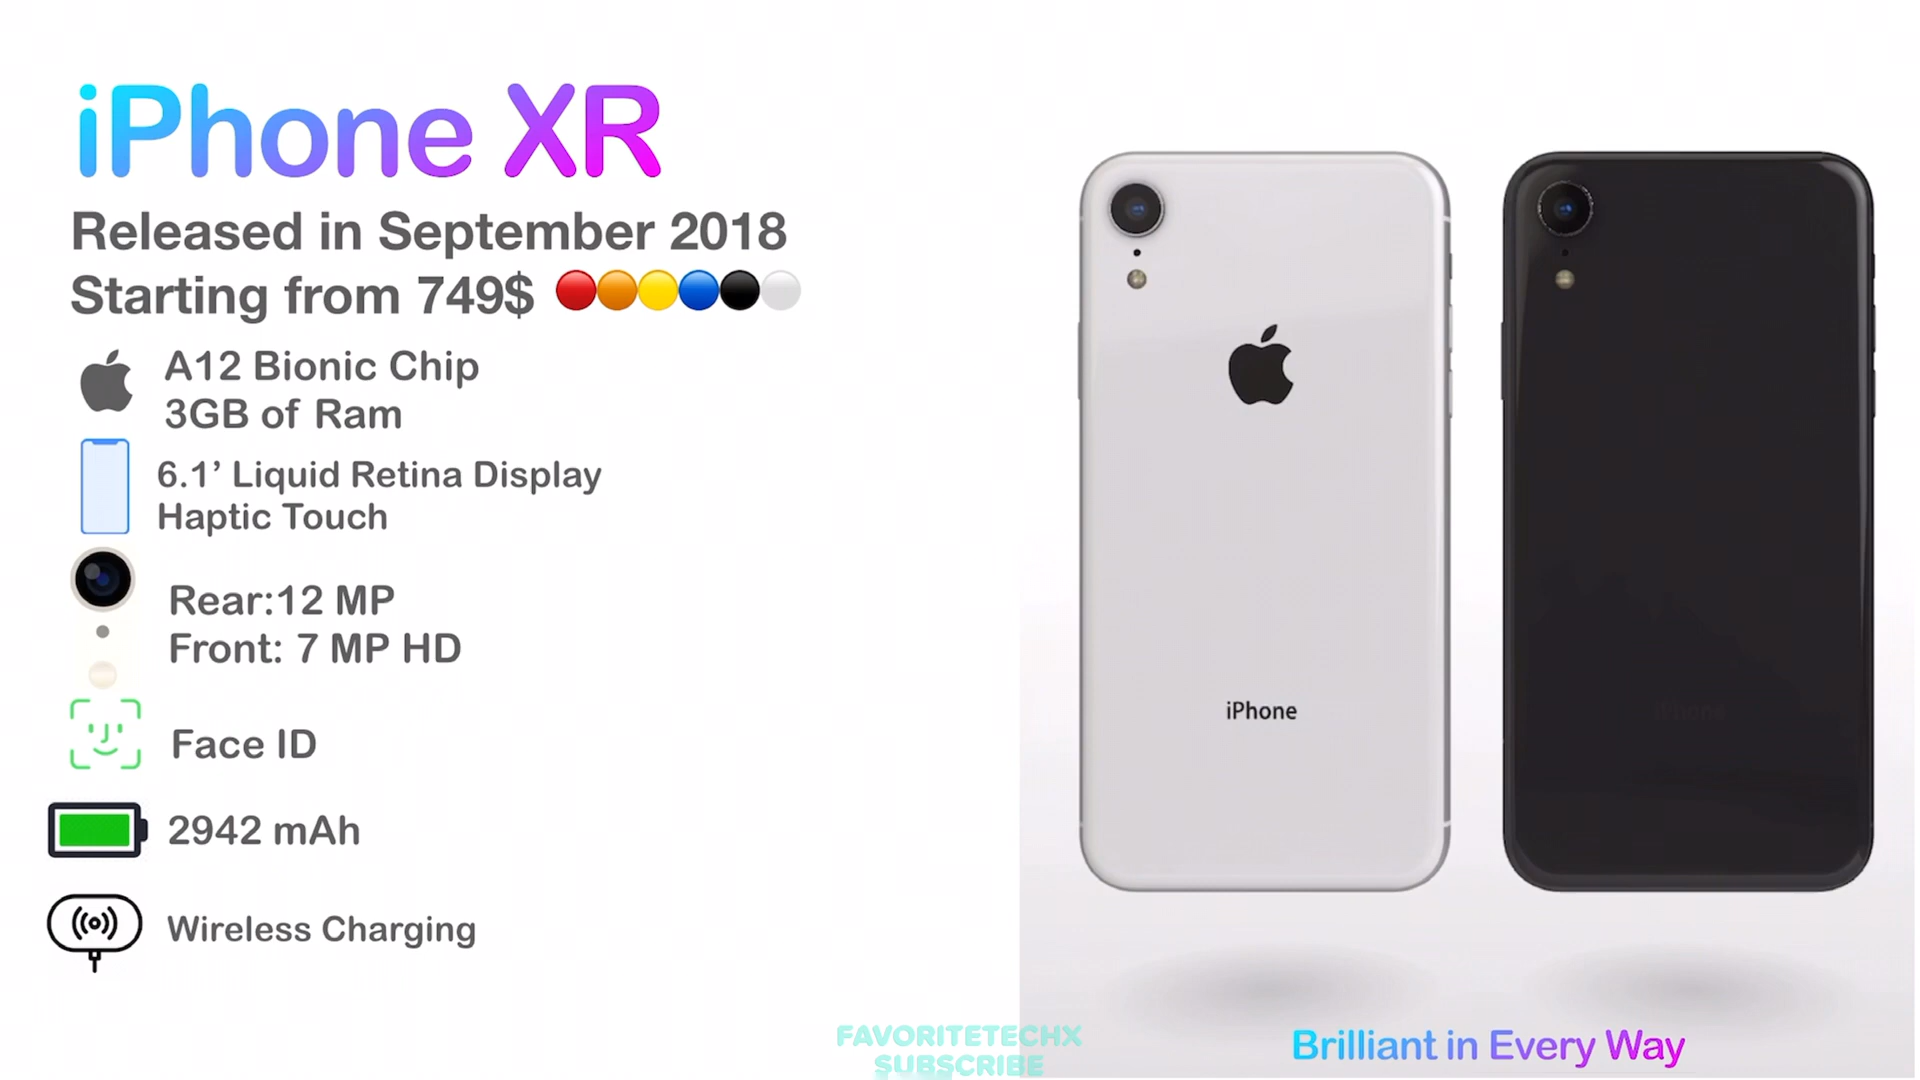 iPhone XR
Released in September 2018
Starting from 749$
A12 Bionic Chip
3GB of Ram
6.1’ Liquid Retina Display
Haptic Touch
Rear:12 MP
Front: 7 MP HD
Face ID
2942 mAh
Wireless Charging
iPhone
iPhone
FAVORITETECHX
SUBSCRIBE
Brilliant in Every Way